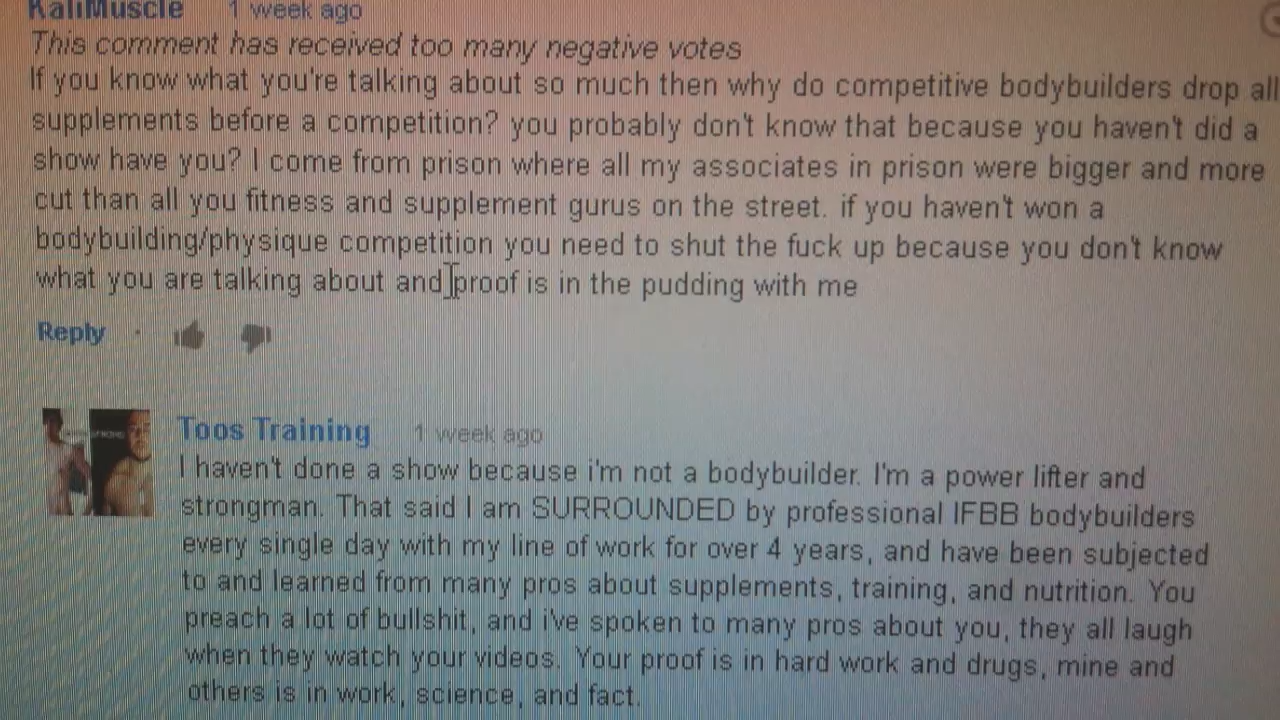 KaliMuscle 1 week ago
This comment has received too many negative votes
If you know what you're talking about so much then why do competitive bodybuilders drop all
supplements before a competition? you probably don't know that because you haven't did a
show have you? I come from prison where all my associates in prison were bigger and more
cut than all you fitness and supplement gurus on the street. if you haven't won a
bodybuilding/physique competition you need to shut the fuck up because you don't know
what you are talking about and proof is in the pudding with me
Reply ·
Toos Training 1 week ago
I haven't done a show because i'm not a bodybuilder. I'm a power lifter and
strongman. That said I am SURROUNDED by professional IFBB bodybuilders
every single day with my line of work for over 4 years, and have been subjected
to and learned from many pros about supplements, training, and nutrition. You
preach a lot of bullshit, and i've spoken to many pros about you, they all laugh
when they watch your videos. Your proof is in hard work and drugs, mine and
others is in work, science, and fact.